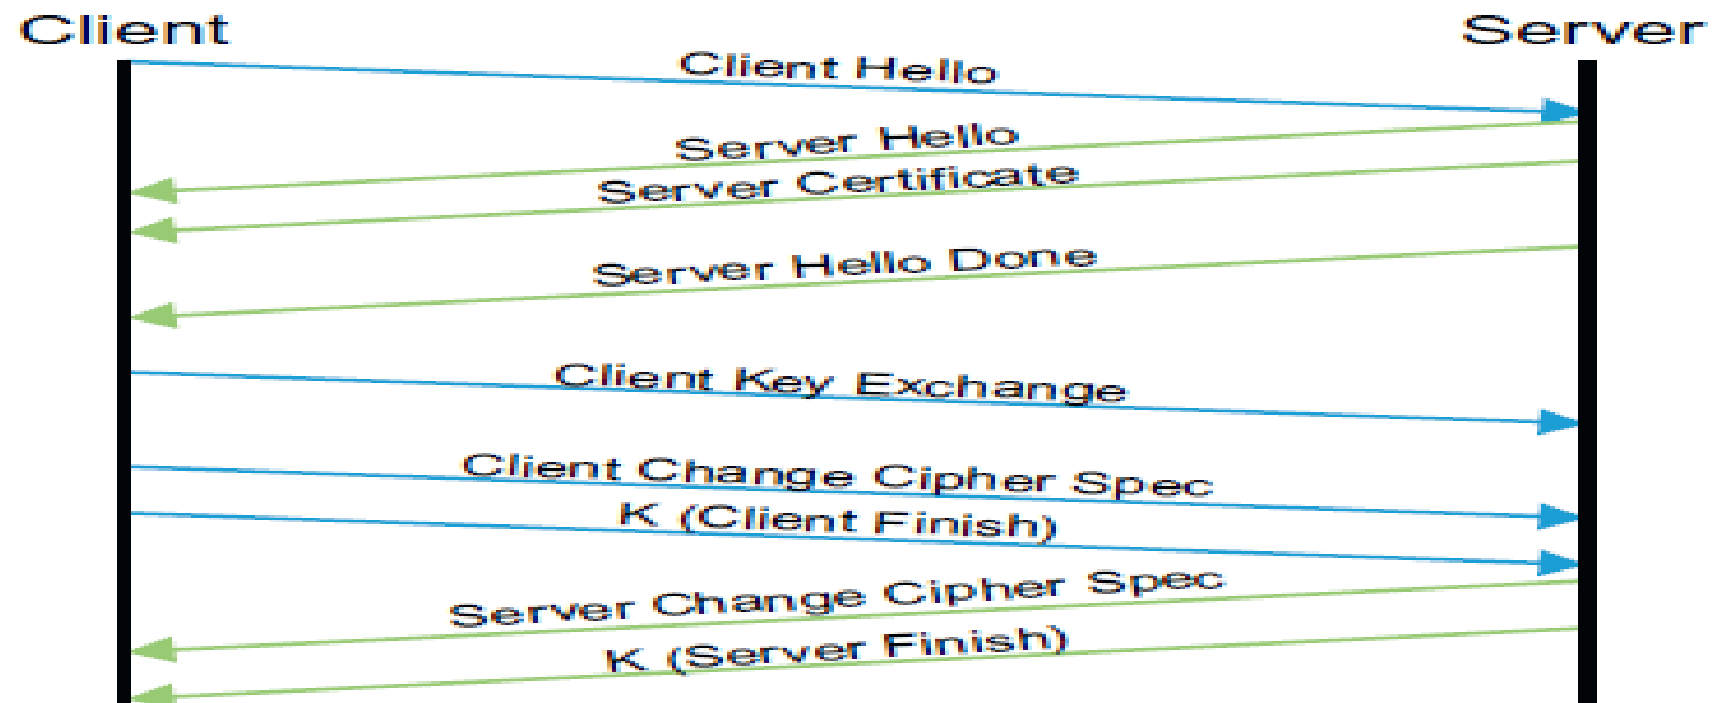 Client
Server
Client Hello
Server Hello
Server Certificate
Server Hello Done
Client Key Exchange
Client Change Cipher Spec
K (Client Finish)
Server Change Cipher Spec
K (Server Finish)